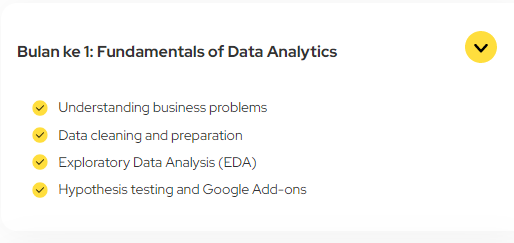 Bulan ke 1: Fundamentals of Data Analytics
Understanding business problems
Data cleaning and preparation
Exploratory Data Analysis (EDA)
Hypothesis testing and Google Add-ons